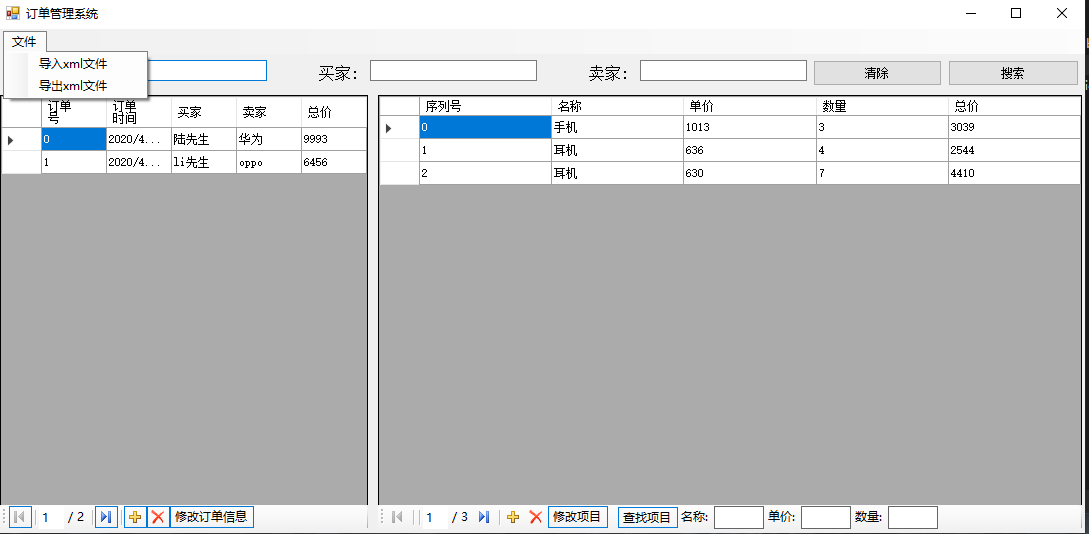 订单管理系统
文件
导入xml文件
导出xml文件
买家:
卖家:
清除
搜索
订单号 订单时间 买家 卖家 总价
0 2020/4... 陆先生 华为 9993
1 2020/4... li先生 oppo 6456
序列号 名称 单价 数量 总价
0 手机 1013 3 3039
1 耳机 636 4 2544
2 耳机 630 7 4410
1 / 2 修改订单信息
1 / 3 修改项目 查找项目 名称: 单价: 数量: